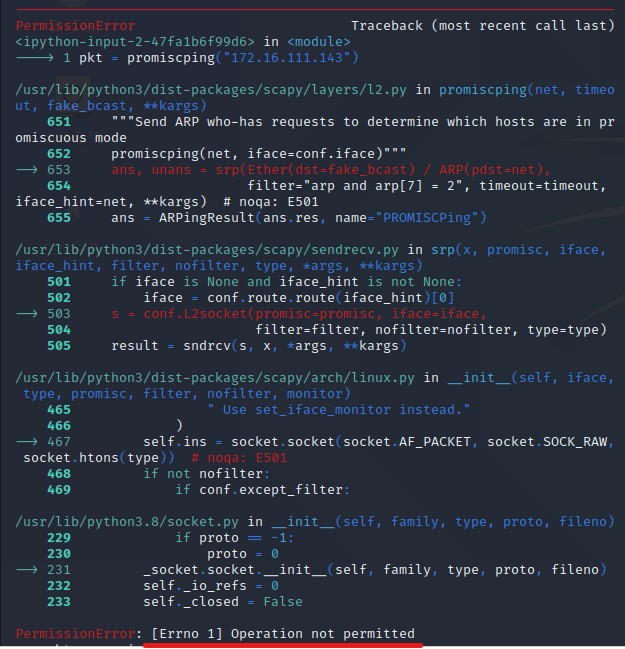 PermissionError                           Traceback (most recent call last)
<ipython-input-2-47fa1b6f99d6> in <module>
——> 1 pkt = promiscping("172.16.111.143")
/usr/lib/python3/dist-packages/scapy/layers/l2.py in promiscping(net, timeo
ut, fake_bcast, **kargs)
    651     """Send ARP who-has requests to determine which hosts are in pr
omiscuous mode
    652     promiscping(net, iface=conf.iface)"""
—> 653     ans, unans = srp(Ether(dst=fake_bcast) / ARP(pdst=net),
    654                      filter="arp and arp[7] = 2", timeout=timeout,
iface_hint=net, **kargs)  # noqa: E501
    655     ans = ARPingResult(ans.res, name="PROMISCPing")
/usr/lib/python3/dist-packages/scapy/sendrecv.py in srp(x, promisc, iface,
iface_hint, filter, nofilter, type, *args, **kargs)
    501     if iface is None and iface_hint is not None:
    502         iface = conf.route.route(iface_hint)[0]
—> 503     s = conf.L2socket(promisc=promisc, iface=iface,
    504                       filter=filter, nofilter=nofilter, type=type)
    505     result = sndrcv(s, x, *args, **kargs)
/usr/lib/python3/dist-packages/scapy/arch/linux.py in __init__(self, iface,
 type, promisc, filter, nofilter, monitor)
    465                 " Use set_iface_monitor instead."
    466             )
—> 467         self.ins = socket.socket(socket.AF_PACKET, socket.SOCK_RAW,
 socket.htons(type))  # noqa: E501
    468         if not nofilter:
    469             if conf.except_filter:
/usr/lib/python3.8/socket.py in __init__(self, family, type, proto, fileno)
    229             if proto == -1:
    230                 proto = 0
—> 231         _socket.socket.__init__(self, family, type, proto, fileno)
    232         self._io_refs = 0
    233         self._closed = False
PermissionError: [Errno 1] Operation not permitted